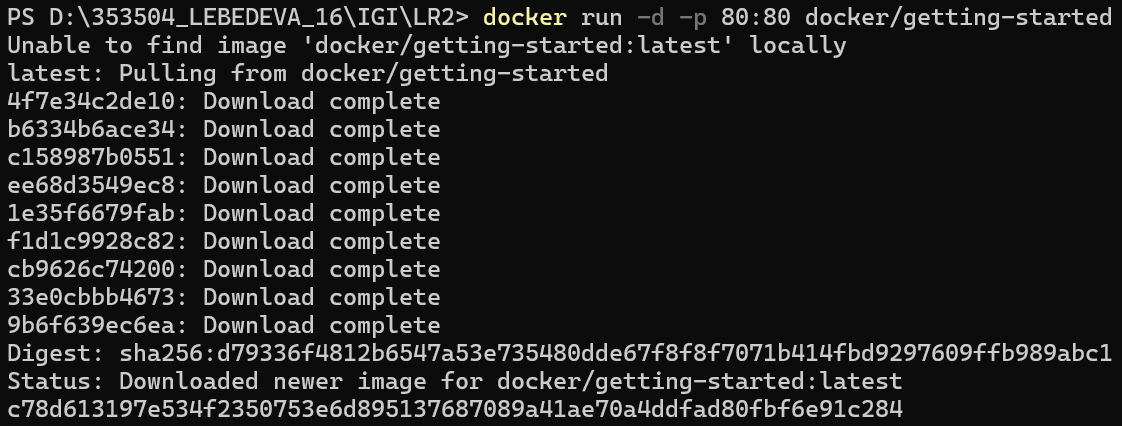 PS D:\353504_LEBEDEVA_16\IGI\LR2> docker run -d -p 80:80 docker/getting-started
Unable to find image 'docker/getting-started:latest' locally
latest: Pulling from docker/getting-started
4f7e34c2de10: Download complete
b6334b6ace34: Download complete
c158987b0551: Download complete
ee68d3549ec8: Download complete
1e35f6679fab: Download complete
f1d1c9928c82: Download complete
cb9626c74200: Download complete
33e0cbbb4673: Download complete
9b6f639ec6ea: Download complete
Digest: sha256:d79336f4812b6547a53e735480dde67f8f8f7071b414fbd9297609ffb989abc1
Status: Downloaded newer image for docker/getting-started:latest
c78d613197e534f2350753e6d895137687089a41ae70a4ddfad80fbf6e91c284